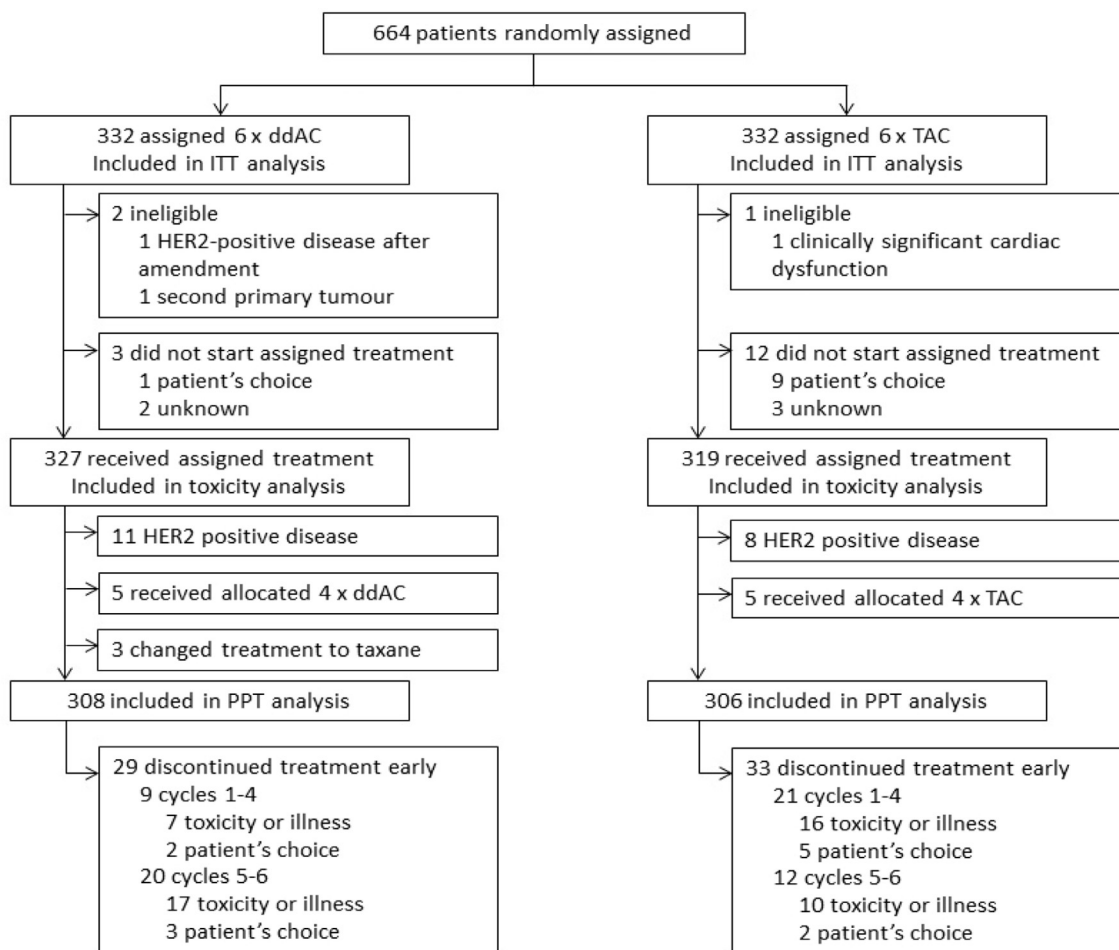 664 patients randomly assigned
332 assigned 6 x ddAC
Included in ITT analysis
2 ineligible
1 HER2-positive disease after
amendment
1 second primary tumour
3 did not start assigned treatment
1 patient's choice
2 unknown
327 received assigned treatment
Included in toxicity analysis
11 HER2 positive disease
5 received allocated 4 x ddAC
3 changed treatment to taxane
308 included in PPT analysis
29 discontinued treatment early
9 cycles 1-4
7 toxicity or illness
2 patient's choice
20 cycles 5-6
17 toxicity or illness
3 patient's choice
332 assigned 6 x TAC
Included in ITT analysis
1 ineligible
1 clinically significant cardiac
dysfunction
12 did not start assigned treatment
9 patient's choice
3 unknown
319 received assigned treatment
Included in toxicity analysis
8 HER2 positive disease
5 received allocated 4 x TAC
306 included in PPT analysis
33 discontinued treatment early
21 cycles 1-4
16 toxicity or illness
5 patient's choice
12 cycles 5-6
10 toxicity or illness
2 patient's choice